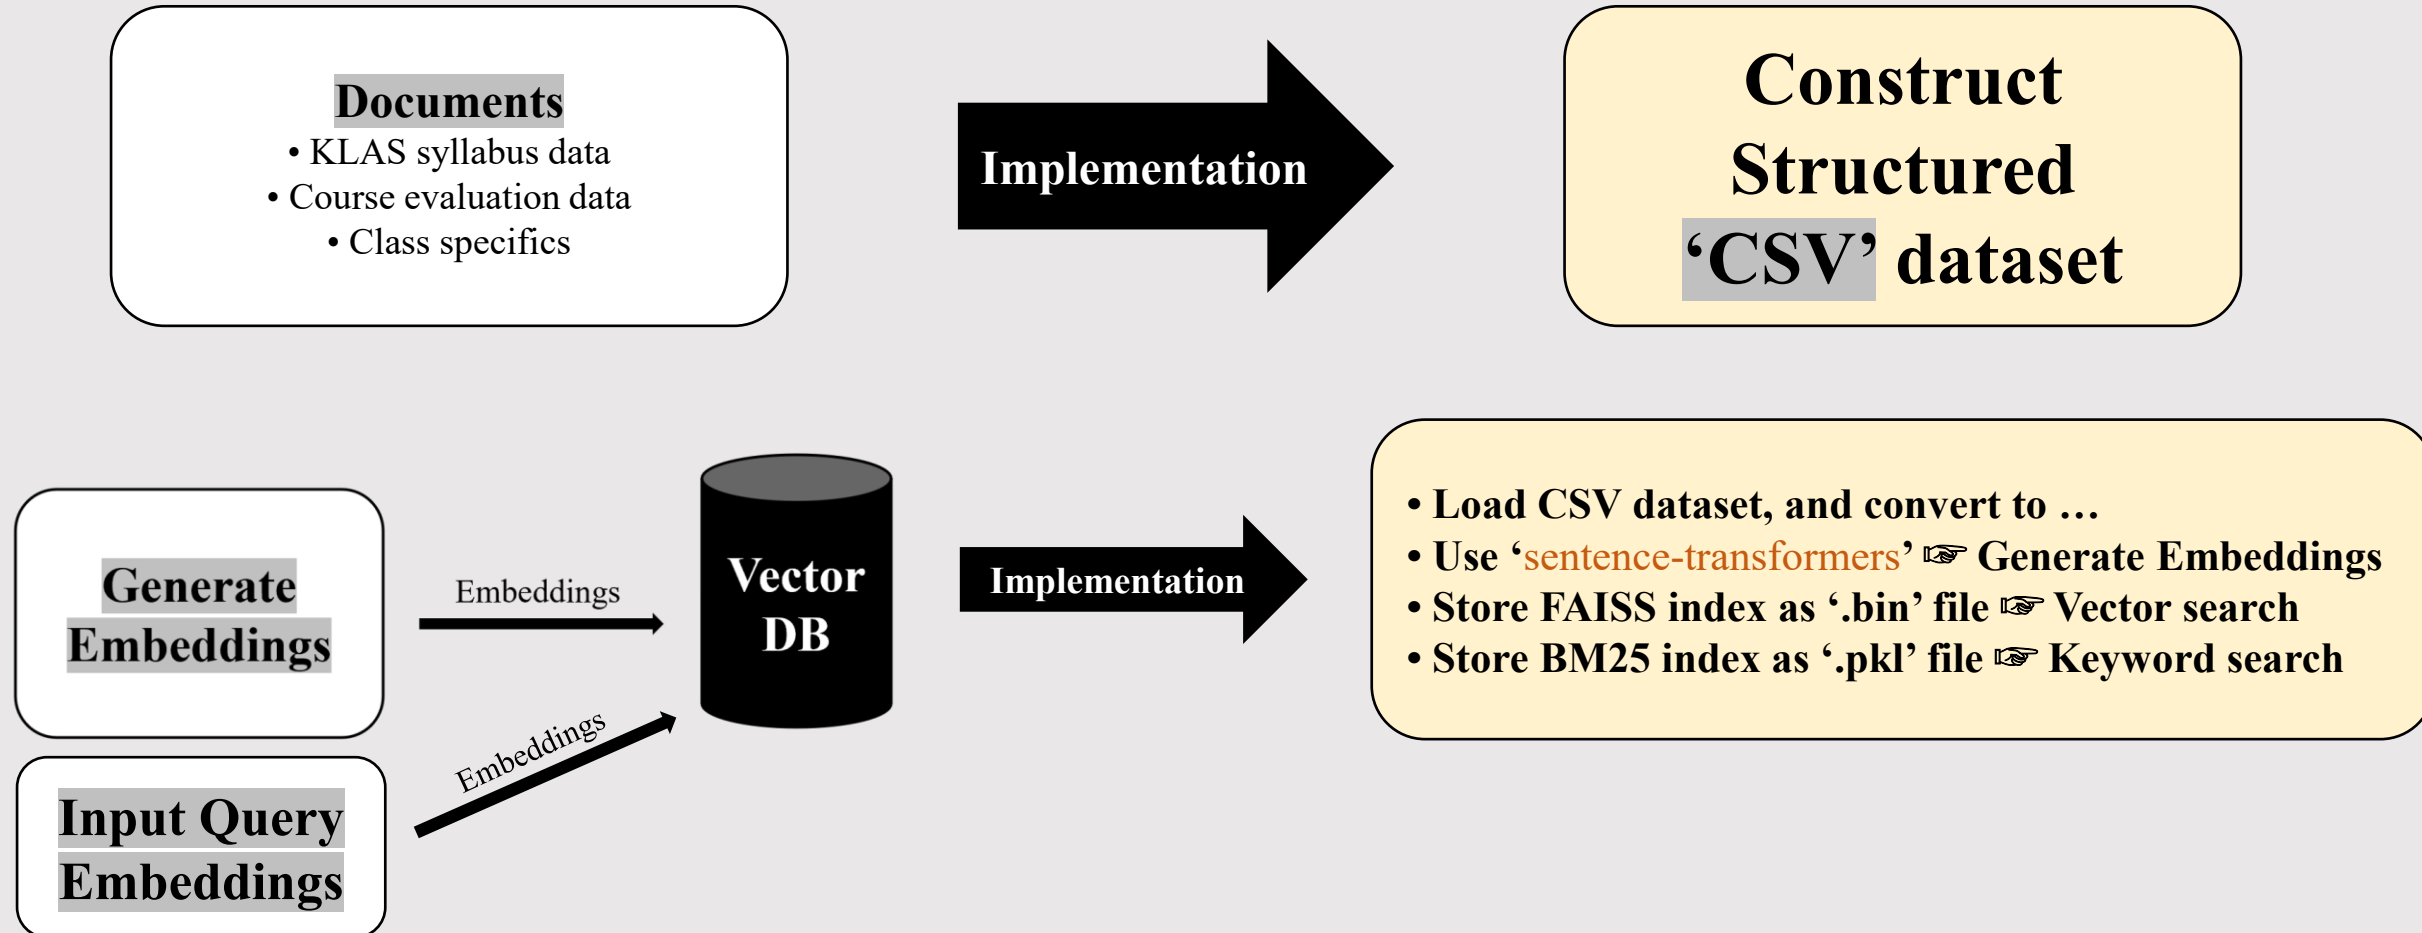 Documents
• KLAS syllabus data
• Course evaluation data
• Class specifics
Implementation
Construct
Structured
‘CSV’ dataset
Generate
Embeddings
Embeddings
Vector
DB
Implementation
• Load CSV dataset, and convert to …
• Use ‘sentence-transformers’ ☞ Generate Embeddings
• Store FAISS index as ‘.bin’ file ☞ Vector search
• Store BM25 index as ‘.pkl’ file ☞ Keyword search
Embeddings
Input Query
Embeddings